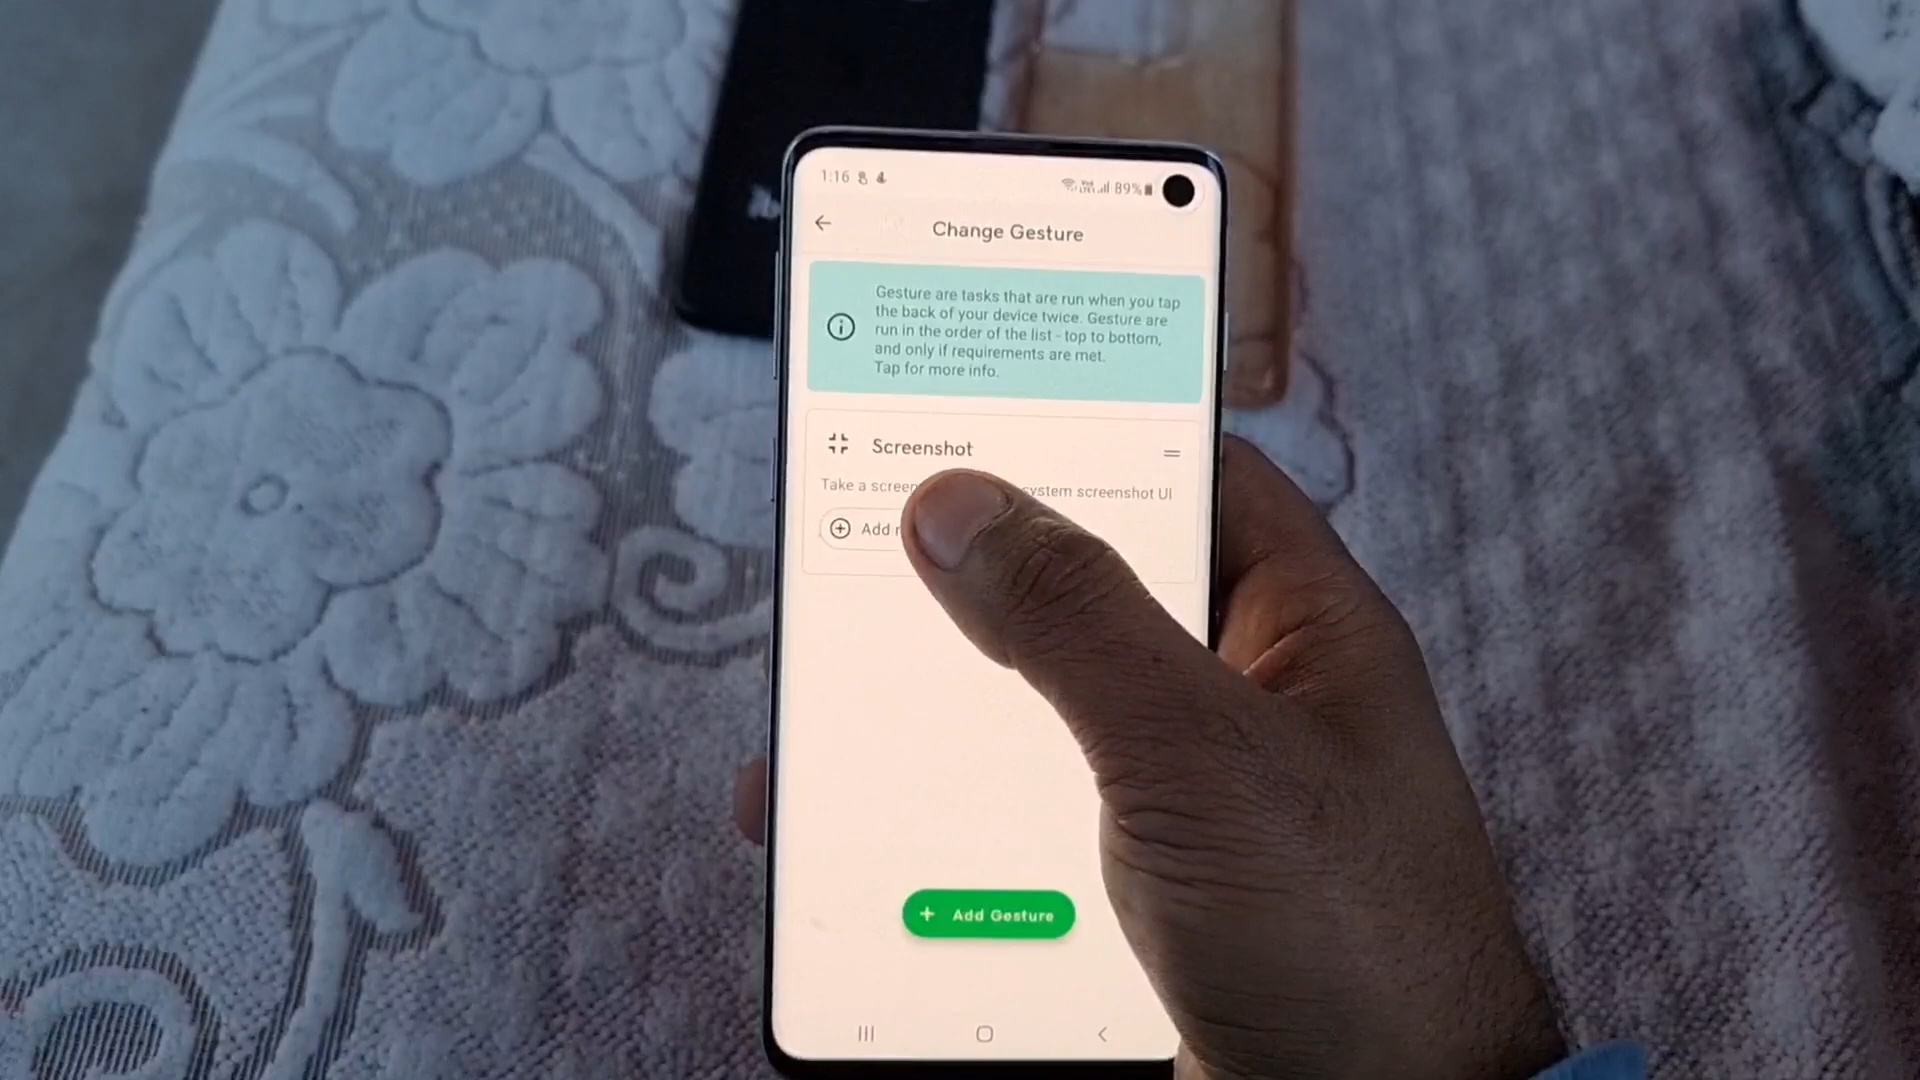 1:16 89%
Change Gesture
Gesture are tasks that are run when you tap
the back of your device twice. Gesture are
run in the order of the list - top to bottom,
and only if requirements are met.
Tap for more info.
Screenshot
Take a screen system screenshot UI
Add
+ Add Gesture